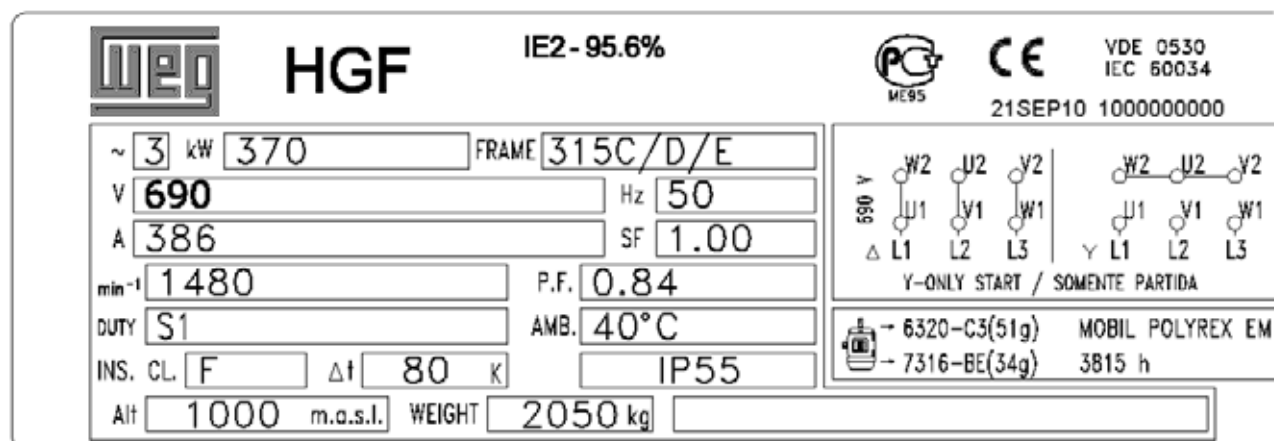 WEG HGF IE2 - 95.6% PCT ME95 CE VDE 0530
IEC 60034
21SEP10 1000000000
~ 3 kW 370 FRAME 315C/D/E
V 690 Hz 50
A 386 SF 1.00
min-1 1480 P.F. 0.84
DUTY S1 AMB. 40°C
INS. CL. F Δt 80 K IP55
Alt 1000 m.a.s.l. WEIGHT 2050 kg
690 V
W2 U2 V2 W2 U2 V2
U1 V1 W1 U1 V1 W1
Δ L1 L2 L3 Y L1 L2 L3
Y-ONLY START / SOMENTE PARTIDA
→ 6320-C3(51g) MOBIL POLYREX EM
→ 7316-BE(34g) 3815 h